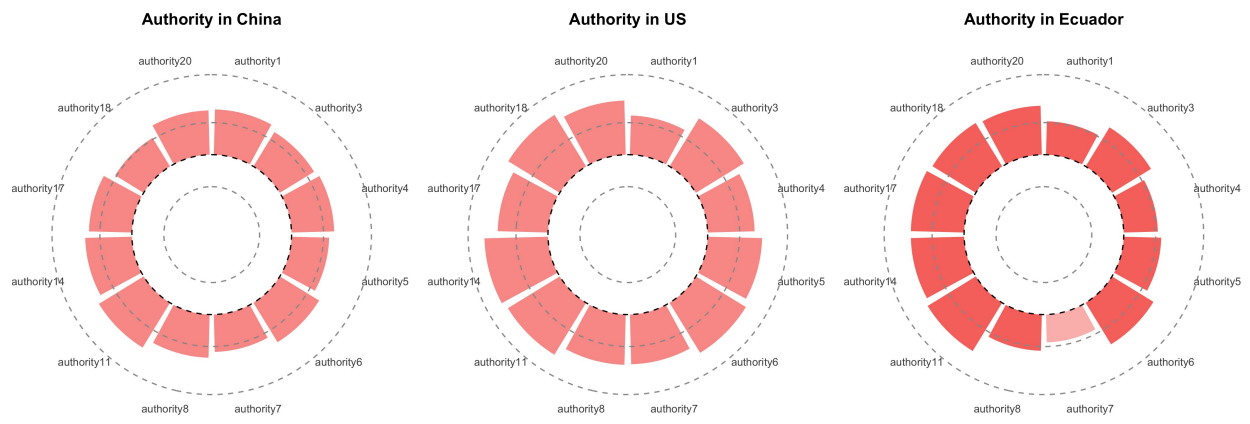 Authority in China
authority20
authority1
authority18
authority3
authority17
authority4
authority14
authority5
authority11
authority6
authority8
authority7
Authority in US
authority20
authority1
authority18
authority3
authority17
authority4
authority14
authority5
authority11
authority6
authority8
authority7
Authority in Ecuador
authority20
authority1
authority18
authority3
authority17
authority4
authority14
authority5
authority11
authority6
authority8
authority7